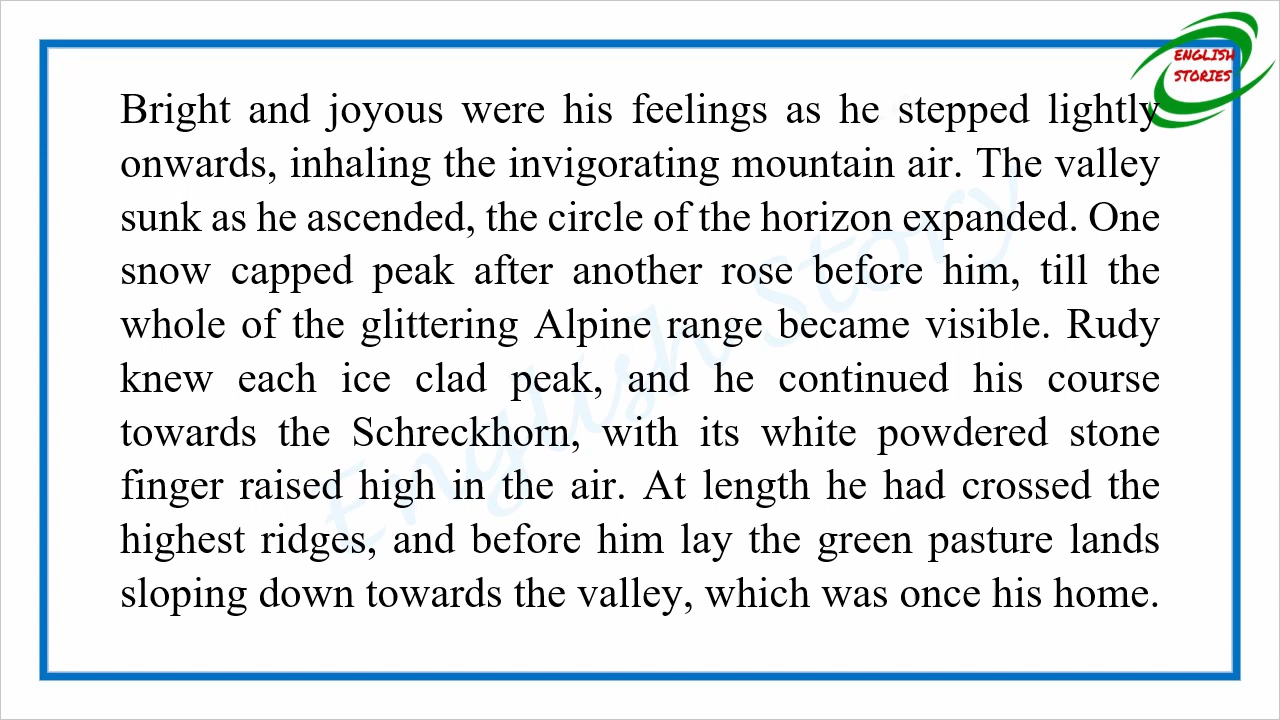 ENGLISH
STORIES
Bright and joyous were his feelings as he stepped lightly
onwards, inhaling the invigorating mountain air. The valley
sunk as he ascended, the circle of the horizon expanded. One
snow capped peak after another rose before him, till the
whole of the glittering Alpine range became visible. Rudy
knew each ice clad peak, and he continued his course
towards the Schreckhorn, with its white powdered stone
finger raised high in the air. At length he had crossed the
highest ridges, and before him lay the green pasture lands
sloping down towards the valley, which was once his home.
English Story